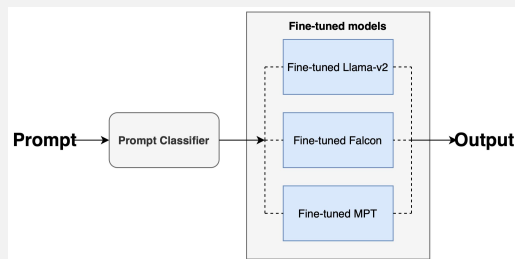 Fine-tuned models
Fine-tuned Llama-v2
Prompt
Prompt Classifier
Fine-tuned Falcon
Output
Fine-tuned MPT